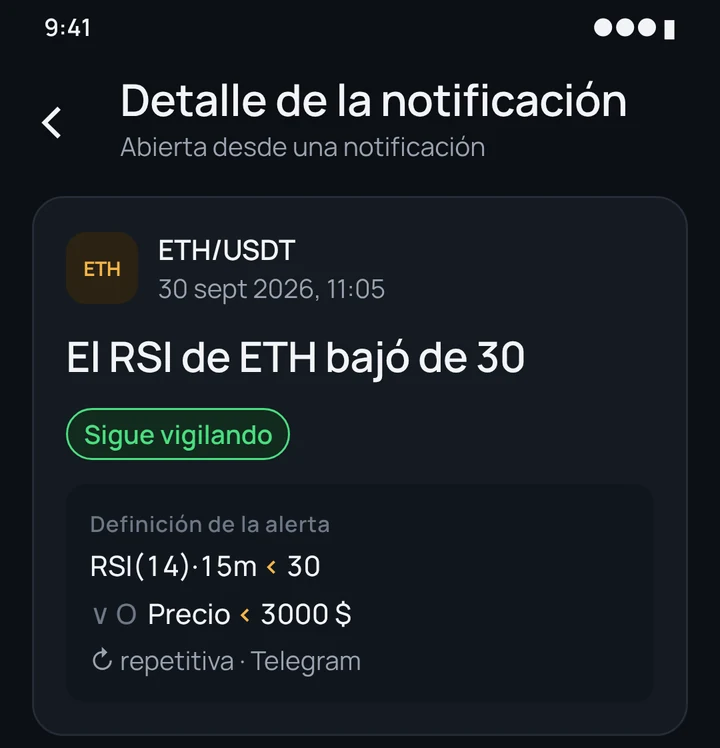 9:41
Detalle de la notificación
Abierta desde una notificación
ETH
ETH/USDT
30 sept 2026, 11:05
El RSI de ETH bajó de 30
Sigue vigilando
Definición de la alerta
RSI(14)·15m < 30
∨ O Precio < 3000 $
↻ repetitiva · Telegram